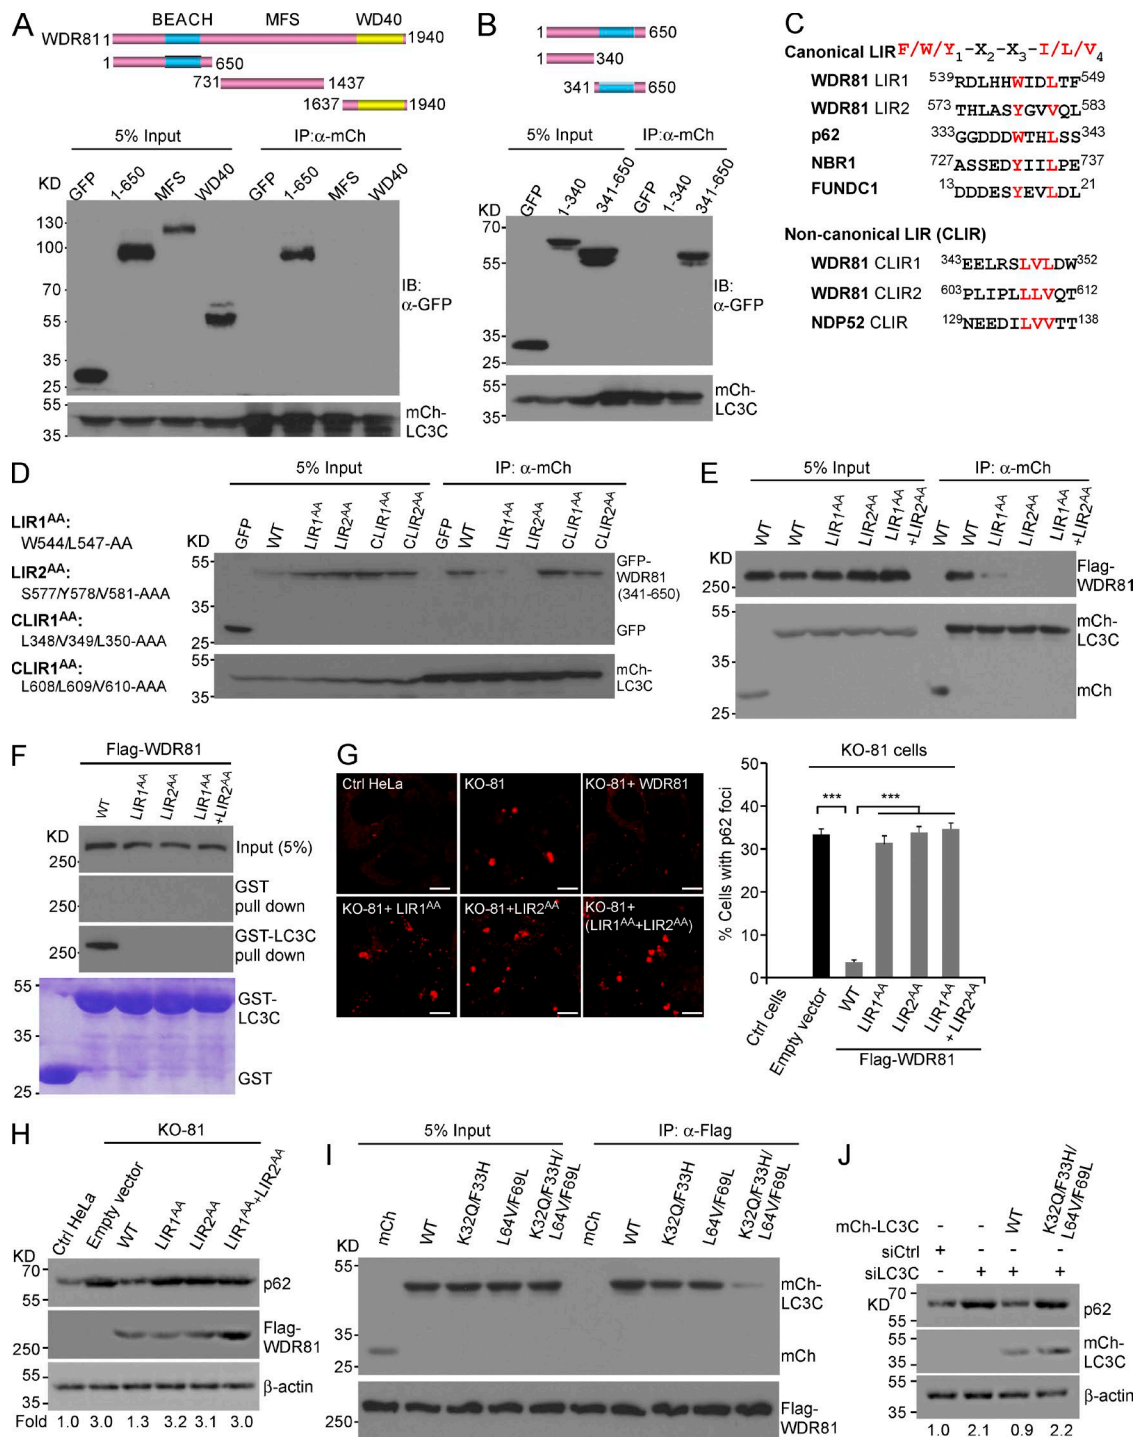 A
BEACH MFS WD40
WDR81 1 1940
1 650
731 1437
1637 1940
5% Input IP:α-mCh
KD GFP 1-650 MFS WD40 GFP 1-650 MFS WD40
130
100
70
55
35
25
IB:
α-GFP
55
35
mCh-
LC3C
B
1 650
1 340
341 650
5% Input IP:α-mCh
KD GFP 1-340 341-650 GFP 1-340 341-650
70
55
35
25
IB:
α-GFP
55
35
mCh-
LC3C
C
Canonical LIR F/W/Y1-X2-X3-I/L/V4
WDR81 LIR1 539RDLHHWIDLTF549
WDR81 LIR2 573THLASYGVVQL583
p62 333GGDDDWTHLSS343
NBR1 727ASSEDYIILPE737
FUNDC1 13DDDESYEVLDL21
Non-canonical LIR (CLIR)
WDR81 CLIR1 343EELRSLVLDW352
WDR81 CLIR2 603PLIPLLLVQT612
NDP52 CLIR 129NEEDILVVTT138
D
LIR1AA:
W544/L547-AA
LIR2AA:
S577/Y578/V581-AAA
CLIR1AA:
L348/V349/L350-AAA
CLIR1AA:
L608/L609/V610-AAA
5% Input IP: α-mCh
KD GFP WT LIR1AA LIR2AA CLIR1AA CLIR2AA GFP WT LIR1AA LIR2AA CLIR1AA CLIR2AA
55
35
25
GFP-
WDR81
(341-650)
GFP
55
35
mCh-
LC3C
E
5% Input IP: α-mCh
KD WT WT LIR1AA LIR2AA LIR1AA +LIR2AA WT WT LIR1AA LIR2AA LIR1AA +LIR2AA
250
Flag-
WDR81
55
35
25
mCh-
LC3C
mCh
F
Flag-WDR81
KD WT LIR1AA LIR2AA LIR1AA +LIR2AA
250
Input (5%)
250
GST
pull down
250
GST-LC3C
pull down
55
35
25
GST-
LC3C
GST
G
Ctrl HeLa KO-81 KO-81+ WDR81
KO-81+ LIR1AA KO-81+LIR2AA KO-81+
(LIR1AA+LIR2AA)
KO-81 cells
*** ***
% Cells with p62 foci
50
40
30
20
10
0
Ctrl cells Empty vector WT LIR1AA LIR2AA LIR1AA + LIR2AA
Flag-WDR81
H
KO-81
KD Ctrl HeLa Empty vector WT LIR1AA LIR2AA LIR1AA+LIR2AA
70
55
p62
250
Flag-
WDR81
55
35
β-actin
Fold 1.0 3.0 1.3 3.2 3.1 3.0
I
5% Input IP: α-Flag
KD mCh WT K32Q/F33H L64V/F69L K32Q/F33H/ L64V/F69L mCh WT K32Q/F33H L64V/F69L K32Q/F33H/ L64V/F69L
55
35
25
mCh-
LC3C
mCh
250
Flag-
WDR81
J
mCh-LC3C - - WT K32Q/F33H/ L64V/F69L
siCtrl + - - -
siLC3C - + + +
KD
70
55
p62
55
35
mCh-
LC3C
55
35
β-actin
1.0 2.1 0.9 2.2